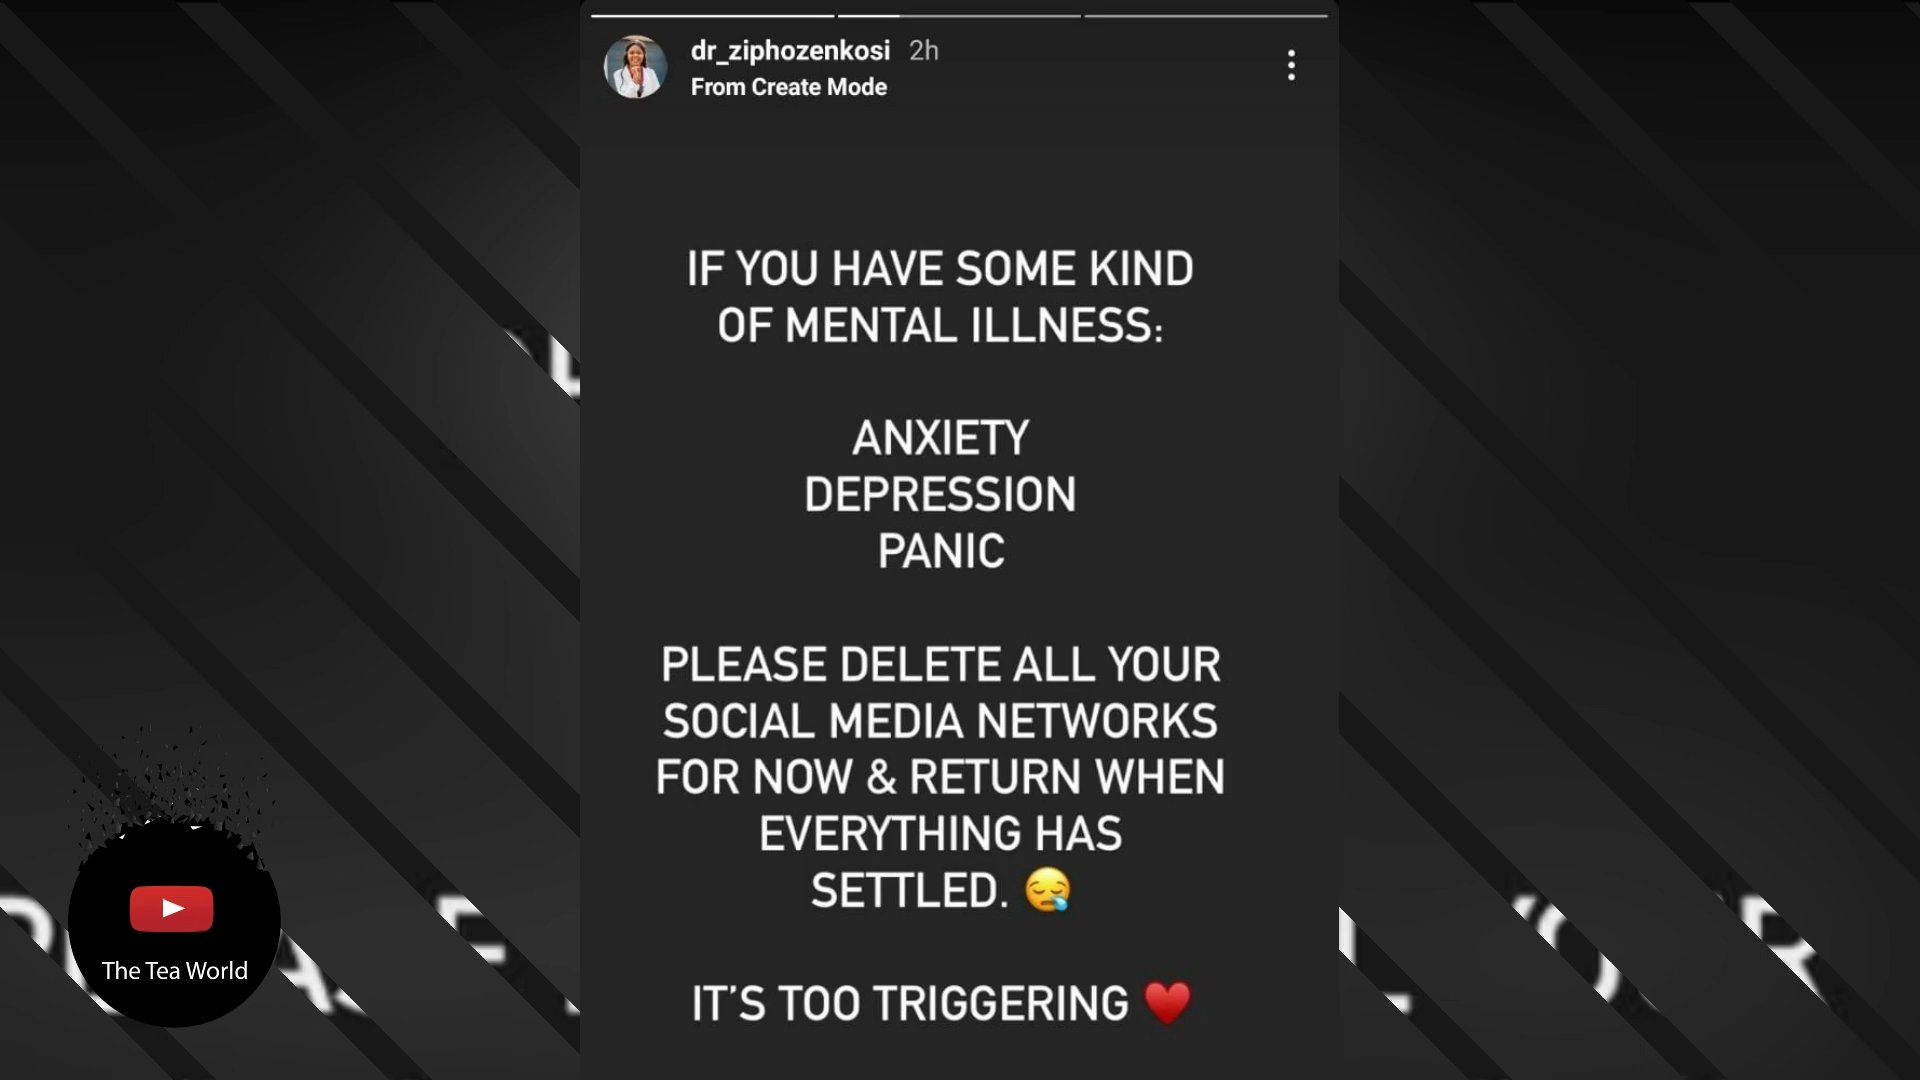 dr_ziphozenkosi 2h
From Create Mode
IF YOU HAVE SOME KIND
OF MENTAL ILLNESS:
ANXIETY
DEPRESSION
PANIC
PLEASE DELETE ALL YOUR
SOCIAL MEDIA NETWORKS
FOR NOW & RETURN WHEN
EVERYTHING HAS
SETTLED. 😪
IT'S TOO TRIGGERING ♥
The Tea World